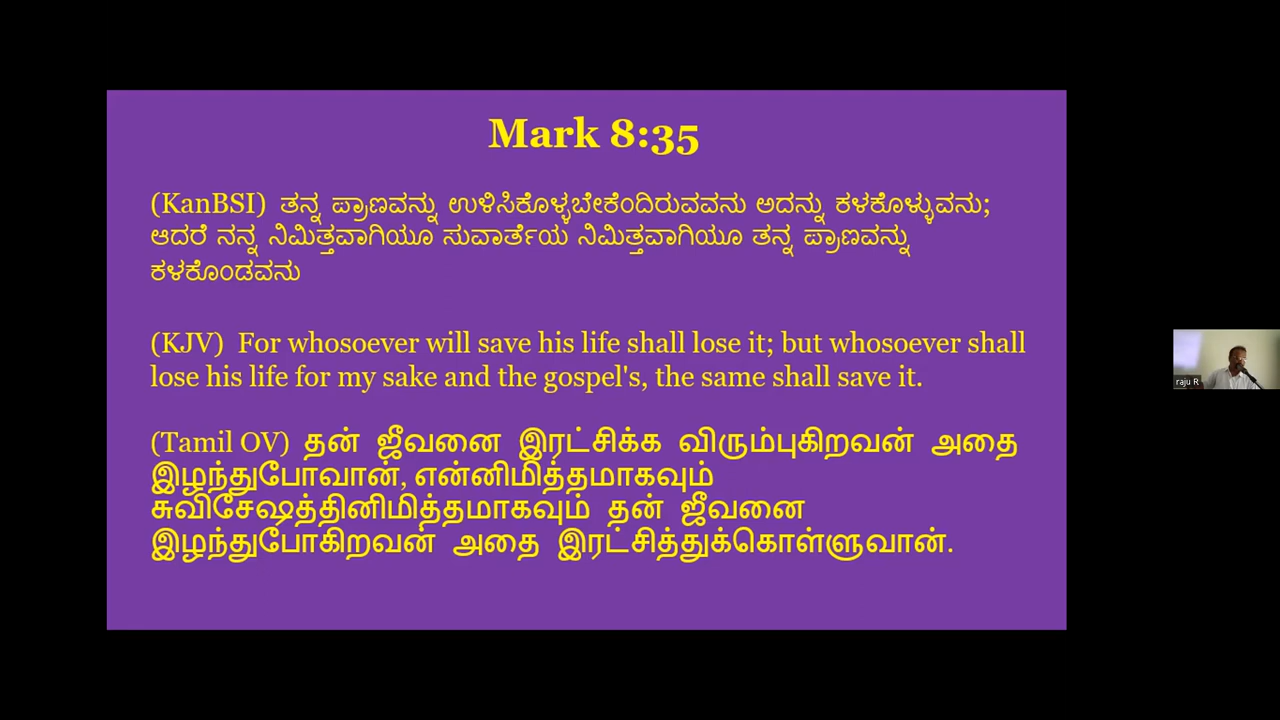 Mark 8:35
(KanBSI) ತನ್ನ ಪ್ರಾಣವನ್ನು ಉಳಿಸಿಕೊಳ್ಳಬೇಕೆಂದಿರುವವನು ಅದನ್ನು ಕಳಕೊಳ್ಳುವನು;
ಆದರೆ ನನ್ನ ನಿಮಿತ್ತವಾಗಿಯೂ ಸುವಾರ್ತೆಯ ನಿಮಿತ್ತವಾಗಿಯೂ ತನ್ನ ಪ್ರಾಣವನ್ನು
ಕಳಕೊಂಡವನು
(KJV) For whosoever will save his life shall lose it; but whosoever shall
lose his life for my sake and the gospel's, the same shall save it.
(Tamil OV) தன் ஜீவனை இரட்சிக்க விரும்புகிறவன் அதை
இழந்துபோவான், என்னிமித்தமாகவும்
சுவிசேஷத்தினிமித்தமாகவும் தன் ஜீவனை
இழந்துபோகிறவன் அதை இரட்சித்துக்கொள்ளுவான்.
raju R